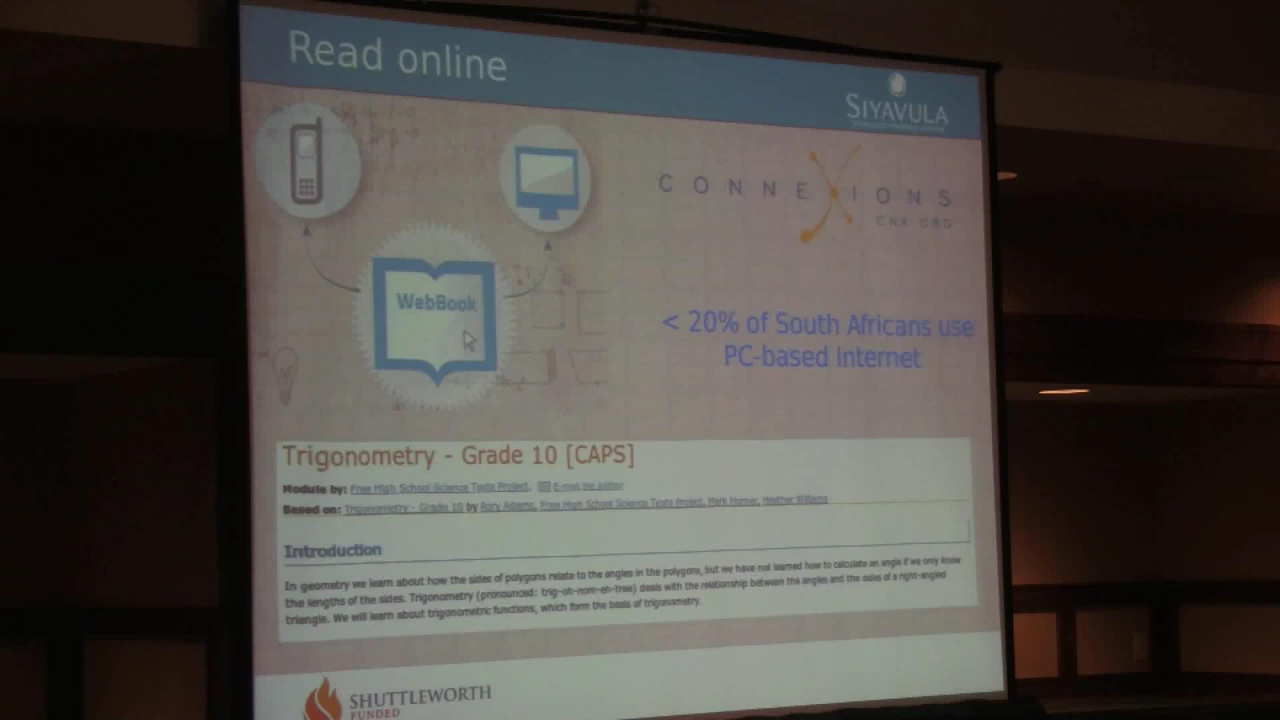 Read online
SIYAVULA
CONNEXIONS
CNX.ORG
WebBook
< 20% of South Africans use
PC-based Internet
Trigonometry - Grade 10 [CAPS]
Module by: Free High School Science Texts Project. E-mail the author
Based on: Trigonometry - Grade 10 by Rory Adams, Free High School Science Texts Project, Mark Horner, Heather Williams
Introduction
In geometry we learn about how the sides of polygons relate to the angles in the polygons, but we have not learned how to calculate an angle if we only know
the lengths of the sides. Trigonometry (pronounced: trig-oh-nom-eh-tree) deals with the relationship between the angles and the sides of a right-angled
triangle. We will learn about trigonometric functions, which form the basis of trigonometry.
SHUTTLEWORTH
FUNDED